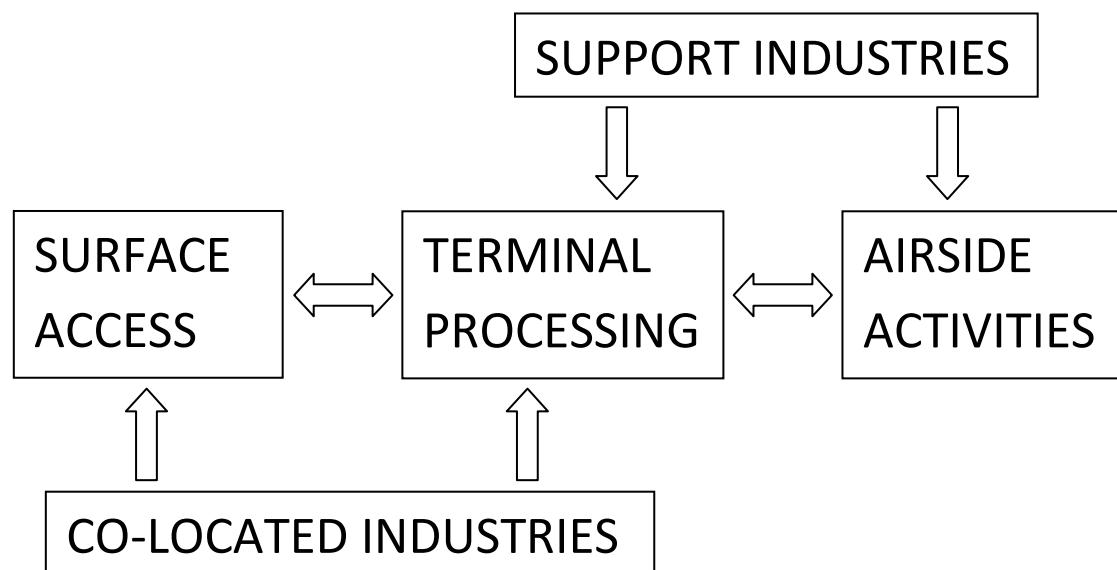 SUPPORT INDUSTRIES
SURFACE
ACCESS
TERMINAL
PROCESSING
AIRSIDE
ACTIVITIES
CO-LOCATED INDUSTRIES